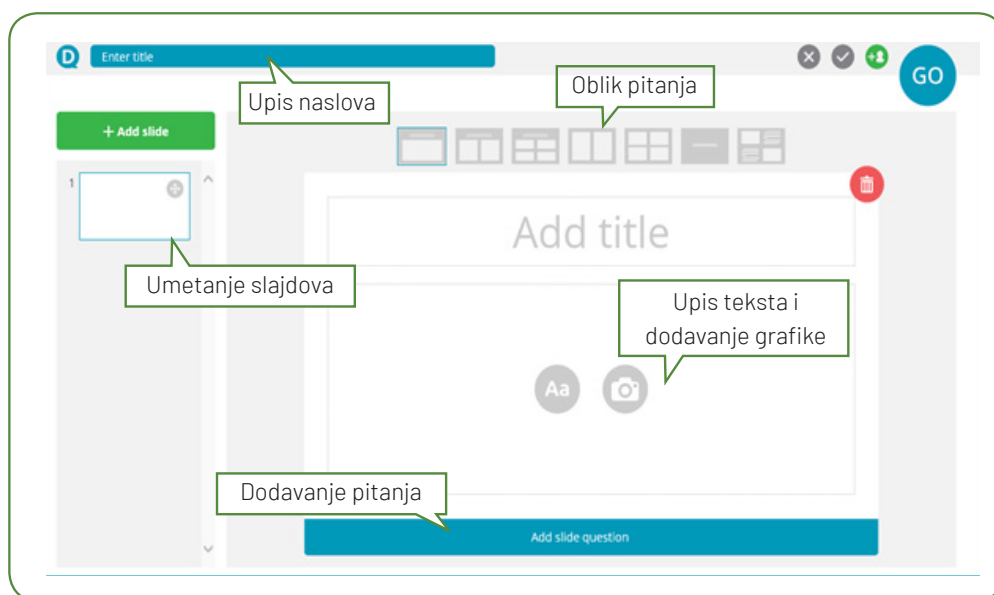 D
Enter title
+1
GO
Upis naslova
Oblik pitanja
+ Add slide
1
Add title
Umetanje slajdova
Upis teksta i
dodavanje grafike
Aa
Dodavanje pitanja
Add slide question